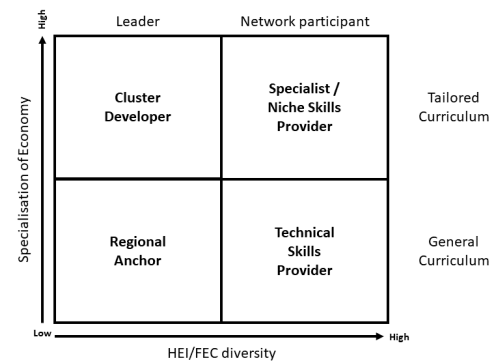 Leader
Network participant
High
Specialisation of Economy
Cluster
Developer
Specialist /
Niche Skills
Provider
Tailored
Curriculum
Regional
Anchor
Technical
Skills
Provider
General
Curriculum
Low
High
HEI/FEC diversity